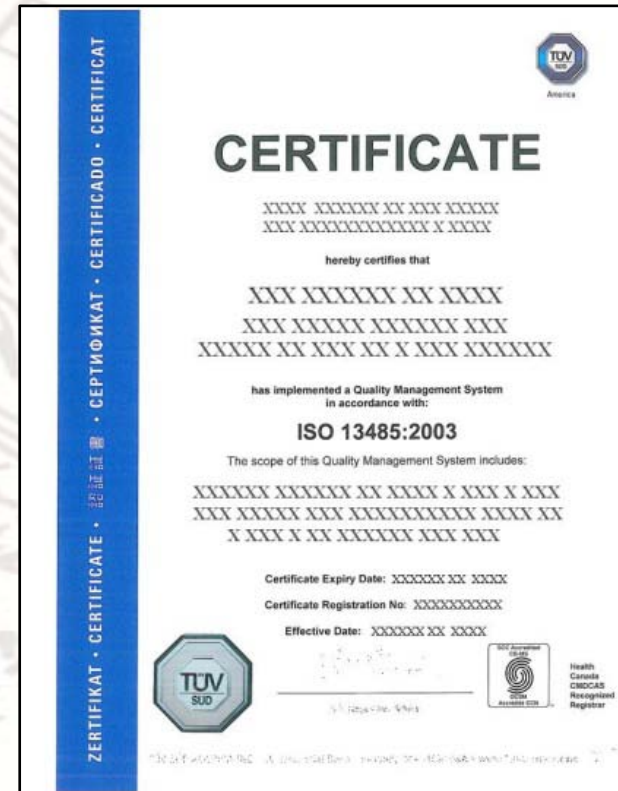 TÜV
SÜD
America
CERTIFICATE
XXXX XXXXXX XX XXX XXXXX
XXX XXXXXXXXXXXX X XXXX
hereby certifies that
XXX XXXXXX XX XXXX
XXX XXXXX XXXXXX XXX
XXXXX XX XXX XX X XXX XXXXXX
has implemented a Quality Management System
in accordance with:
ISO 13485:2003
The scope of this Quality Management System includes:
XXXXXX XXXXXX XX XXXX X XXX X XXX
XXX XXXXX XXX XXXXXXXXXX XXXX XX
X XXX X XX XXXXXX XXX XXX
Certificate Expiry Date: XXXXXX XX XXXX
Certificate Registration No: XXXXXXXXXX
Effective Date: XXXXXX XX XXXX
TÜV
SÜD
SCC Accredited
Health
Canada
CMDCAS
Recognized
Registrar
ZERTIFIKAT • CERTIFICATE • • СЕРТИФИКАТ • CERTIFICADO • CERTIFICAT